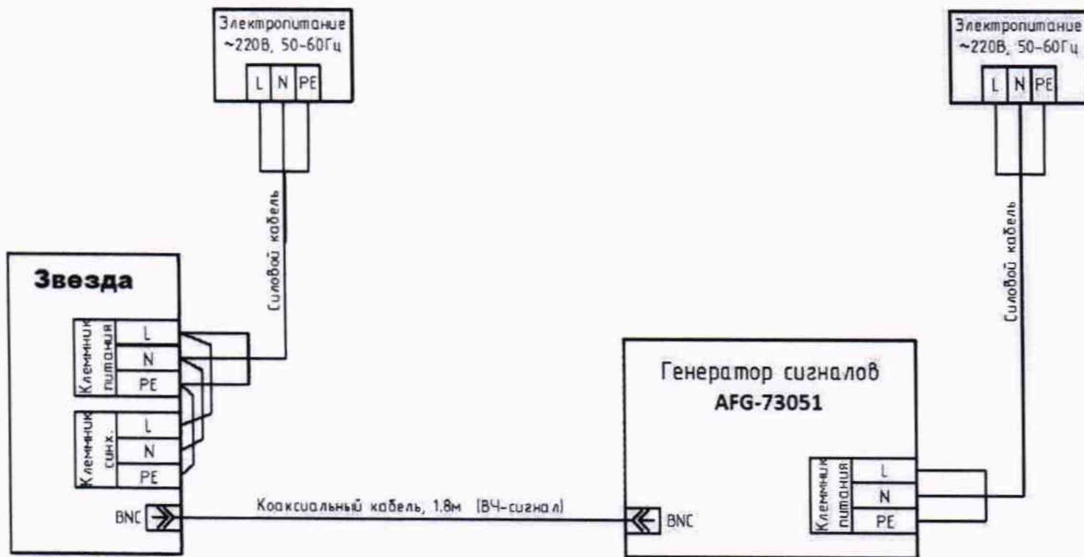 Электропитание
~220В, 50-60Гц
L N PE
Силовой кабель
Звезда
Клеммник питания
L
N
PE
Клеммник синх.
L
N
PE
BNC
Коаксиальный кабель, 1.8м (ВЧ-сигнал)
Электропитание
~220В, 50-60Гц
L N PE
Силовой кабель
Генератор сигналов
AFG-73051
Клеммник
питания
L
N
PE
BNC